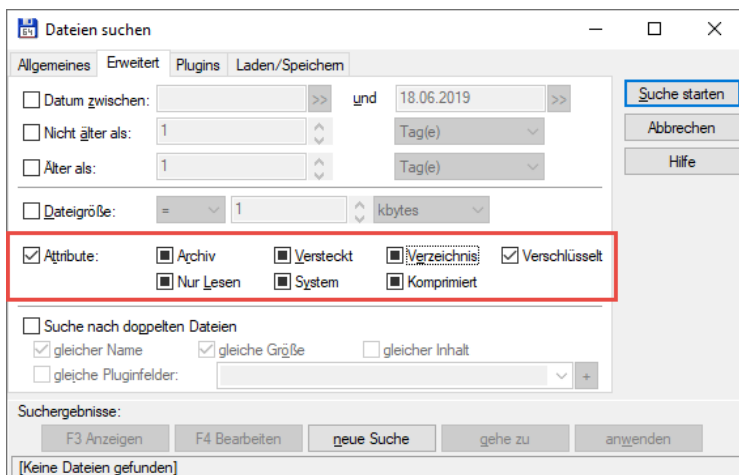 Dateien suchen
Allgemeines Erweitert Plugins Laden/Speichern
Datum zwischen: >> und 18.06.2019 >> Suche starten
Nicht älter als: 1 Tag(e) Abbrechen
Älter als: 1 Tag(e) Hilfe
Dateigröße: = 1 kbytes
Attribute: Archiv Versteckt Verzeichnis Verschlüsselt
Nur Lesen System Komprimiert
Suche nach doppelten Dateien
gleicher Name gleiche Größe gleicher Inhalt
gleiche Pluginfelder: +
Suchergebnisse:
F3 Anzeigen F4 Bearbeiten neue Suche gehe zu anwenden
[Keine Dateien gefunden]